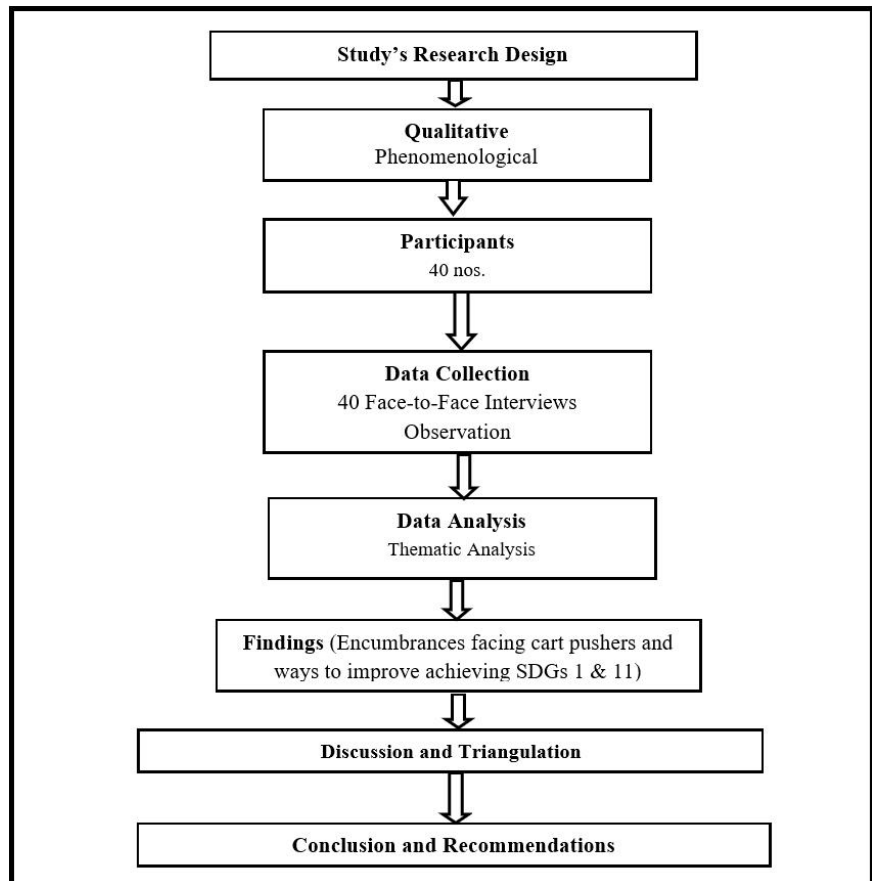 Study’s Research Design
Qualitative
Phenomenological
Participants
40 nos.
Data Collection
40 Face-to-Face Interviews
Observation
Data Analysis
Thematic Analysis
Findings (Encumbrances facing cart pushers and
ways to improve achieving SDGs 1 & 11)
Discussion and Triangulation
Conclusion and Recommendations